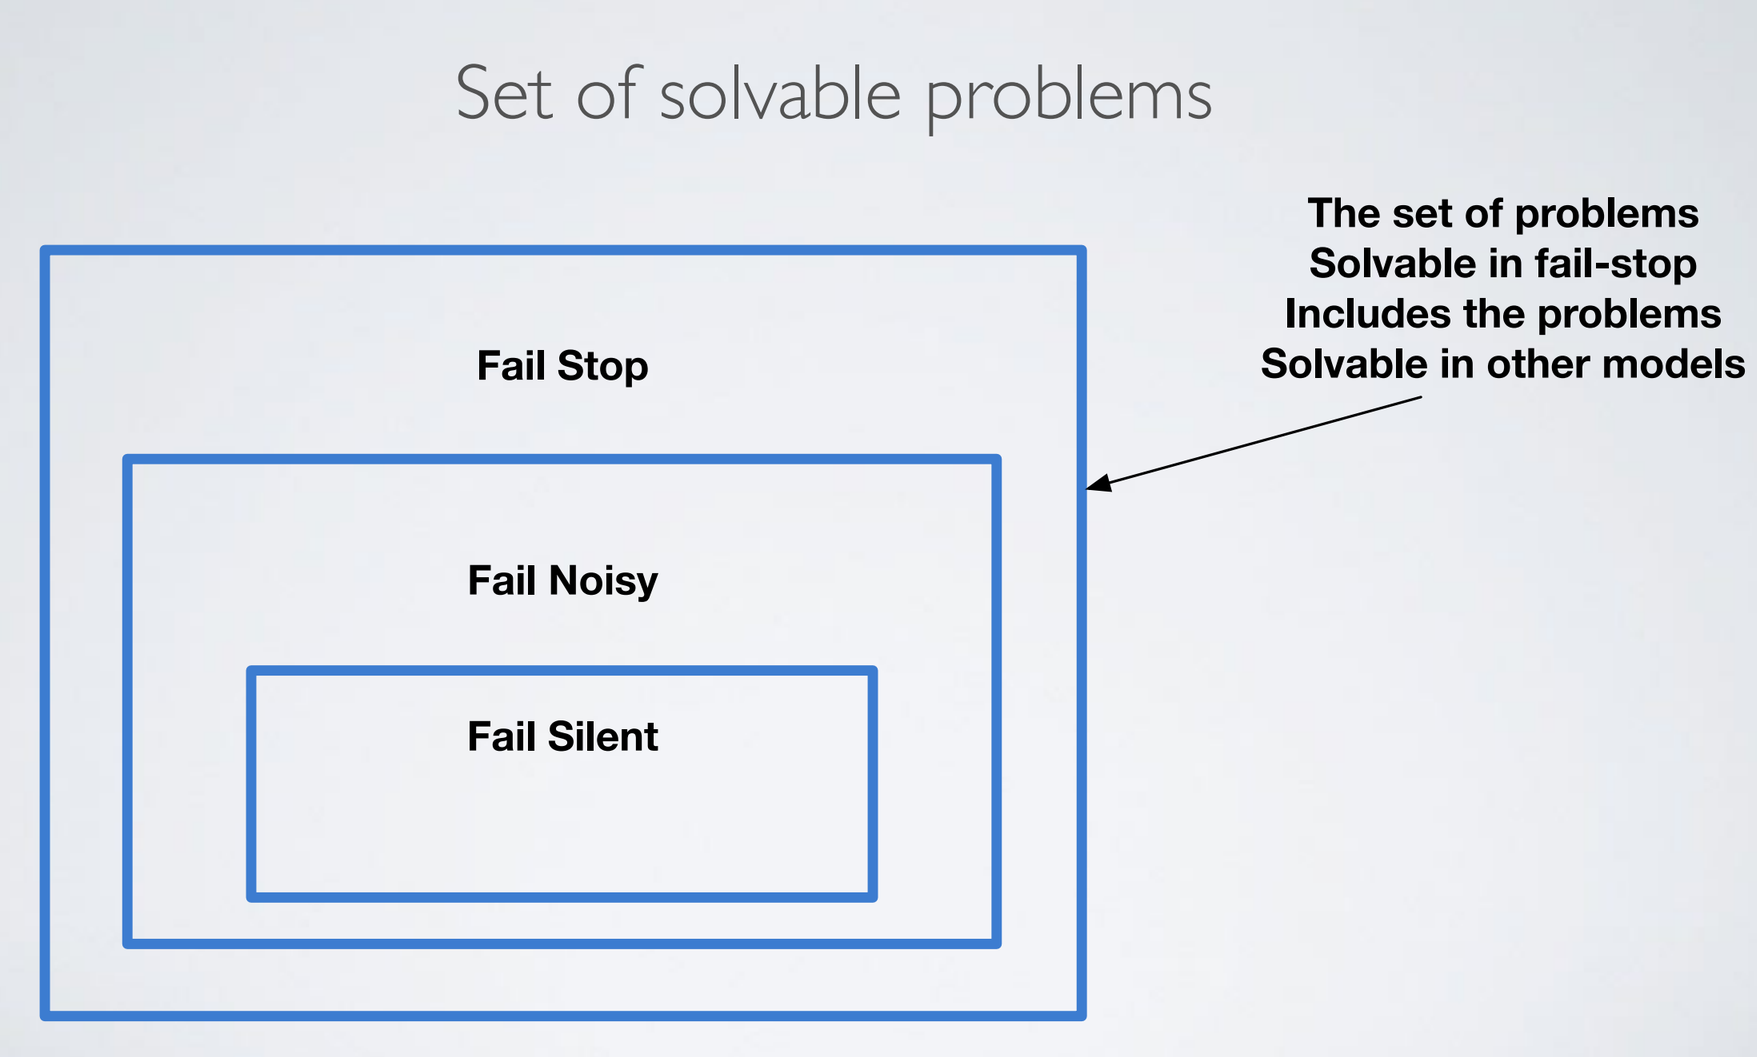 Set of solvable problems
The set of problems
Solvable in fail-stop
Includes the problems
Solvable in other models
Fail Stop
Fail Noisy
Fail Silent